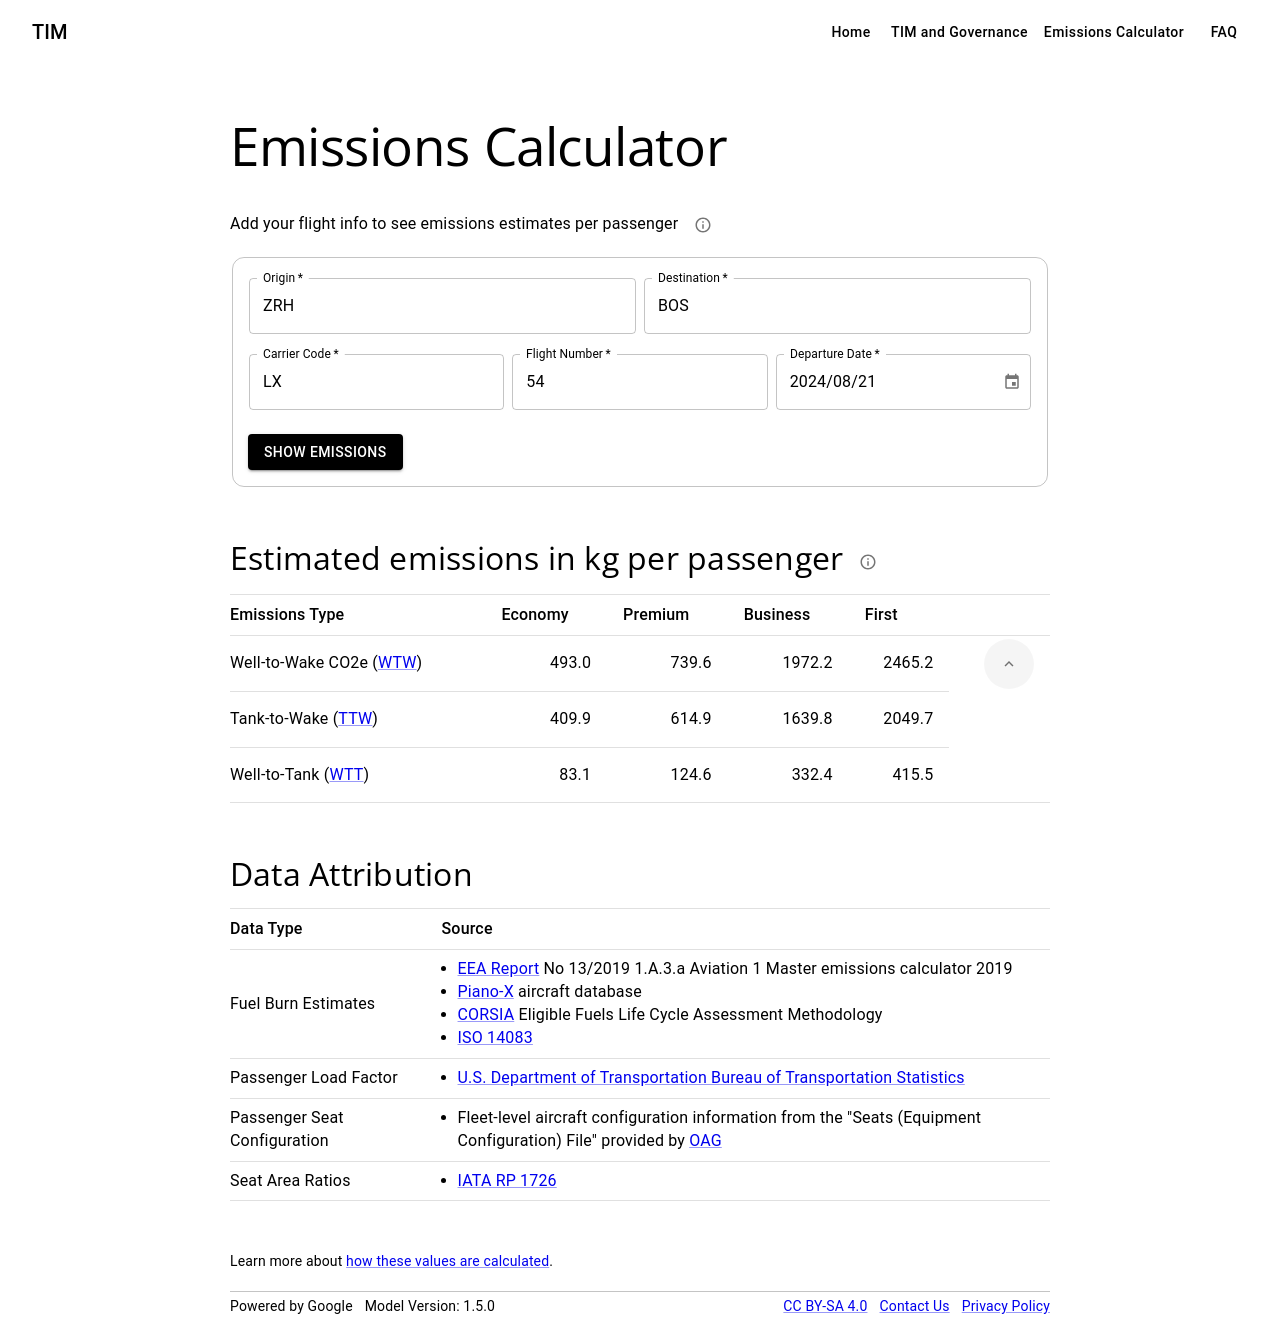 TIM
Home TIM and Governance Emissions Calculator FAQ
Emissions Calculator
Add your flight info to see emissions estimates per passenger
Origin *
Destination *
ZRH
BOS
Carrier Code *
Flight Number *
Departure Date *
LX
54
2024/08/21
SHOW EMISSIONS
Estimated emissions in kg per passenger
Emissions Type Economy Premium Business First
Well-to-Wake CO2e (WTW) 493.0 739.6 1972.2 2465.2
Tank-to-Wake (TTW) 409.9 614.9 1639.8 2049.7
Well-to-Tank (WTT) 83.1 124.6 332.4 415.5
Data Attribution
Data Type Source
Fuel Burn Estimates
• EEA Report No 13/2019 1.A.3.a Aviation 1 Master emissions calculator 2019
• Piano-X aircraft database
• CORSIA Eligible Fuels Life Cycle Assessment Methodology
• ISO 14083
Passenger Load Factor
• U.S. Department of Transportation Bureau of Transportation Statistics
Passenger Seat
Configuration
• Fleet-level aircraft configuration information from the "Seats (Equipment
Configuration) File" provided by OAG
Seat Area Ratios
• IATA RP 1726
Learn more about how these values are calculated.
Powered by Google Model Version: 1.5.0
CC BY-SA 4.0 Contact Us Privacy Policy